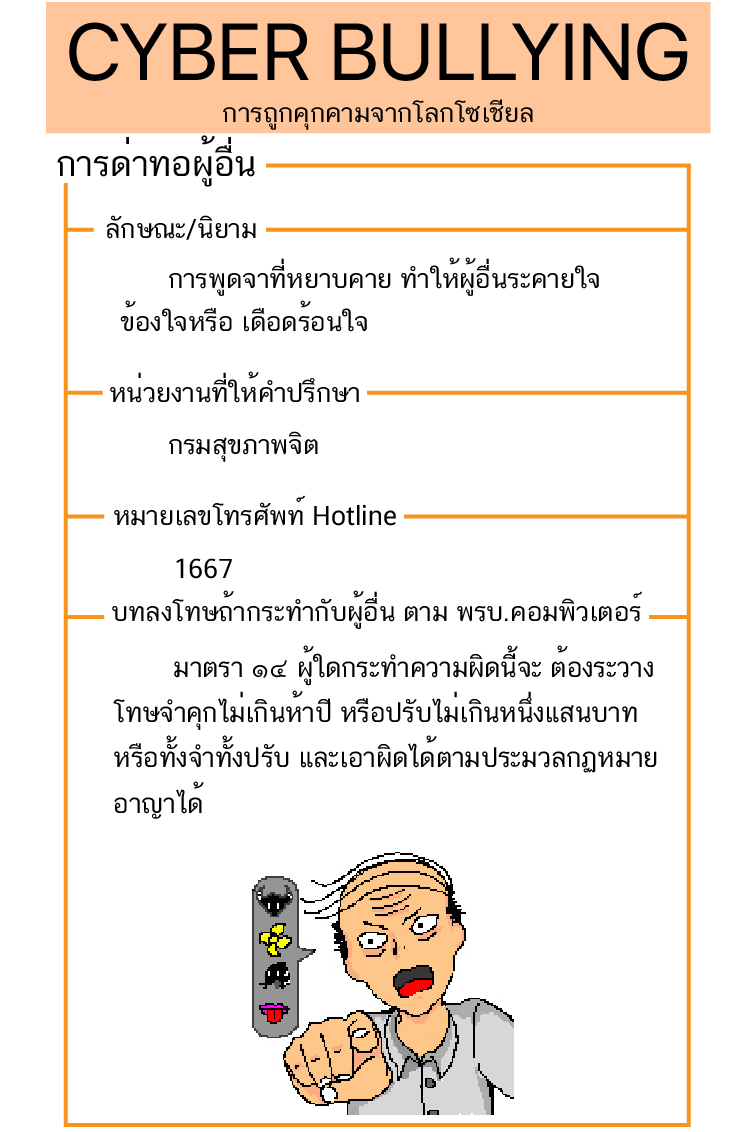 CYBER BULLYING
การถูกคุกคามจากโลกโซเชียล
การด่าทอผู้อื่น
ลักษณะ/นิยาม
การพูดจาที่หยาบคาย ทำให้ผู้อื่นระคายใจ
ข้องใจหรือ เดือดร้อนใจ
หน่วยงานที่ให้คำปรึกษา
กรมสุขภาพจิต
หมายเลขโทรศัพท์ Hotline
1667
บทลงโทษถ้ากระทำกับผู้อื่น ตาม พรบ.คอมพิวเตอร์
มาตรา ๑๔ ผู้ใดกระทำความผิดนี้จะ ต้องระวาง
โทษจำคุกไม่เกินห้าปี หรือปรับไม่เกินหนึ่งแสนบาท
หรือทั้งจำทั้งปรับ และเอาผิดได้ตามประมวลกฏหมาย
อาญาได้